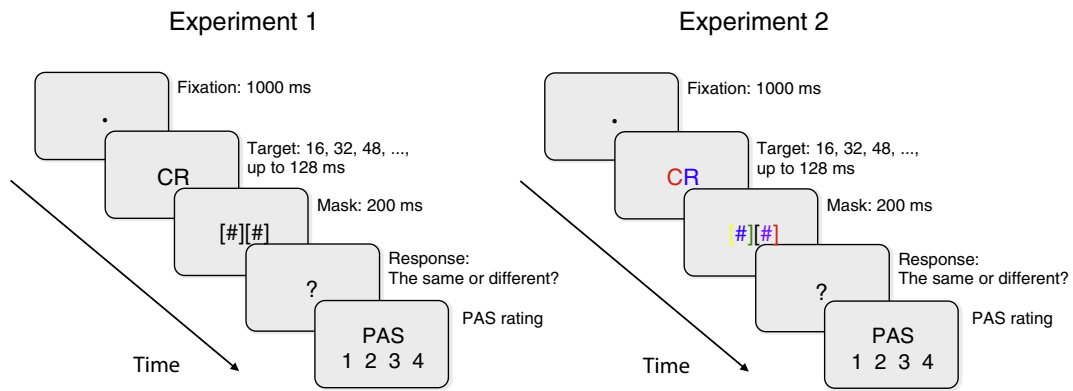 Experiment 1
Fixation: 1000 ms
Target: 16, 32, 48, ...,
up to 128 ms
CR
Mask: 200 ms
[#][#]
Response:
The same or different?
?
PAS rating
PAS
1 2 3 4
Time
Experiment 2
Fixation: 1000 ms
Target: 16, 32, 48, ...,
up to 128 ms
CR
Mask: 200 ms
[#][#]
Response:
The same or different?
?
PAS rating
PAS
1 2 3 4
Time